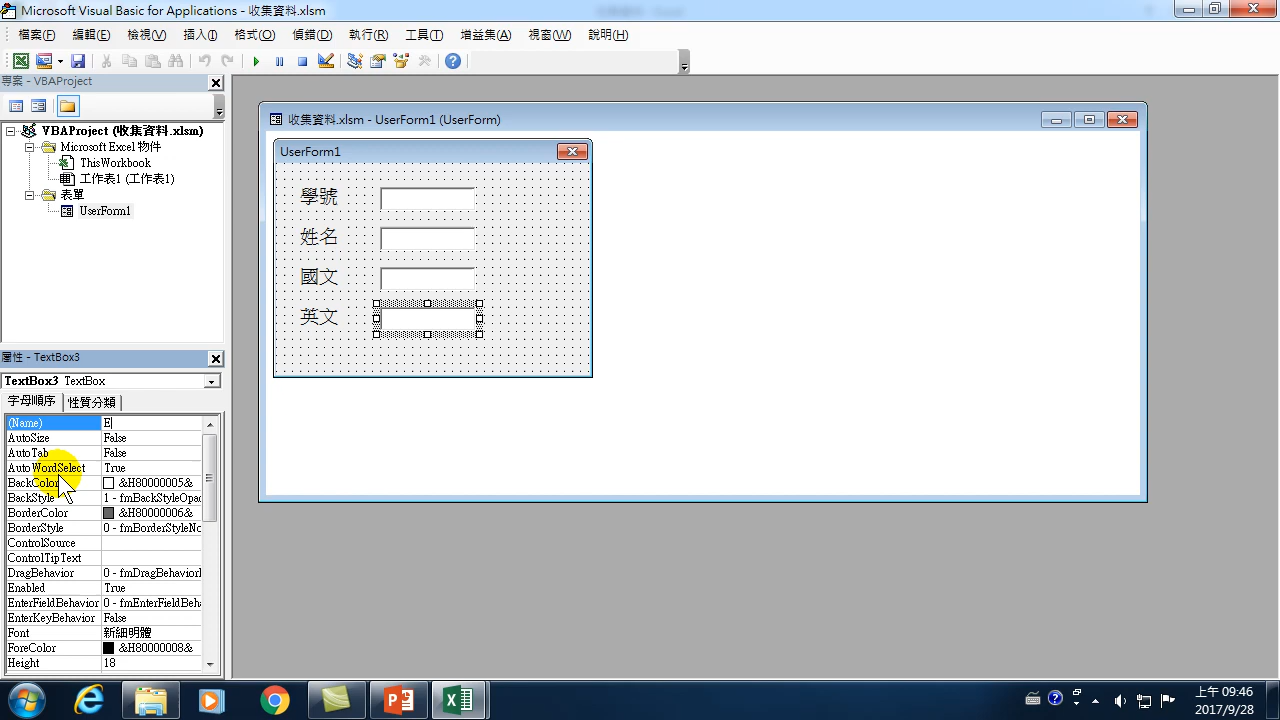 Microsoft Visual Basic for Applications - 收集資料.xlsm
檔案(F) 編輯(E) 檢視(V) 插入(I) 格式(O) 偵錯(D) 執行(R) 工具(T) 增益集(A) 視窗(W) 說明(H)
專案 - VBAProject
VBAProject (收集資料.xlsm)
Microsoft Excel 物件
ThisWorkbook
工作表1 (工作表1)
表單
UserForm1
收集資料.xlsm - UserForm1 (UserForm)
UserForm1
學號
姓名
國文
英文
屬性 - TextBox3
TextBox3 TextBox
字母順序 性質分類
(Name) E
AutoSize False
AutoTab False
AutoWordSelect True
BackColor &H80000005&
BackStyle 1 - fmBackStyleOpa
BorderColor &H80000006&
BorderStyle 0 - fmBorderStyleNo
ControlSource
ControlTipText
DragBehavior 0 - fmDragBehavior
Enabled True
EnterFieldBehavior 0 - fmEnterFieldBeha
EnterKeyBehavior False
Font 新細明體
ForeColor &H80000008&
Height 18
上午 09:46
2017/9/28